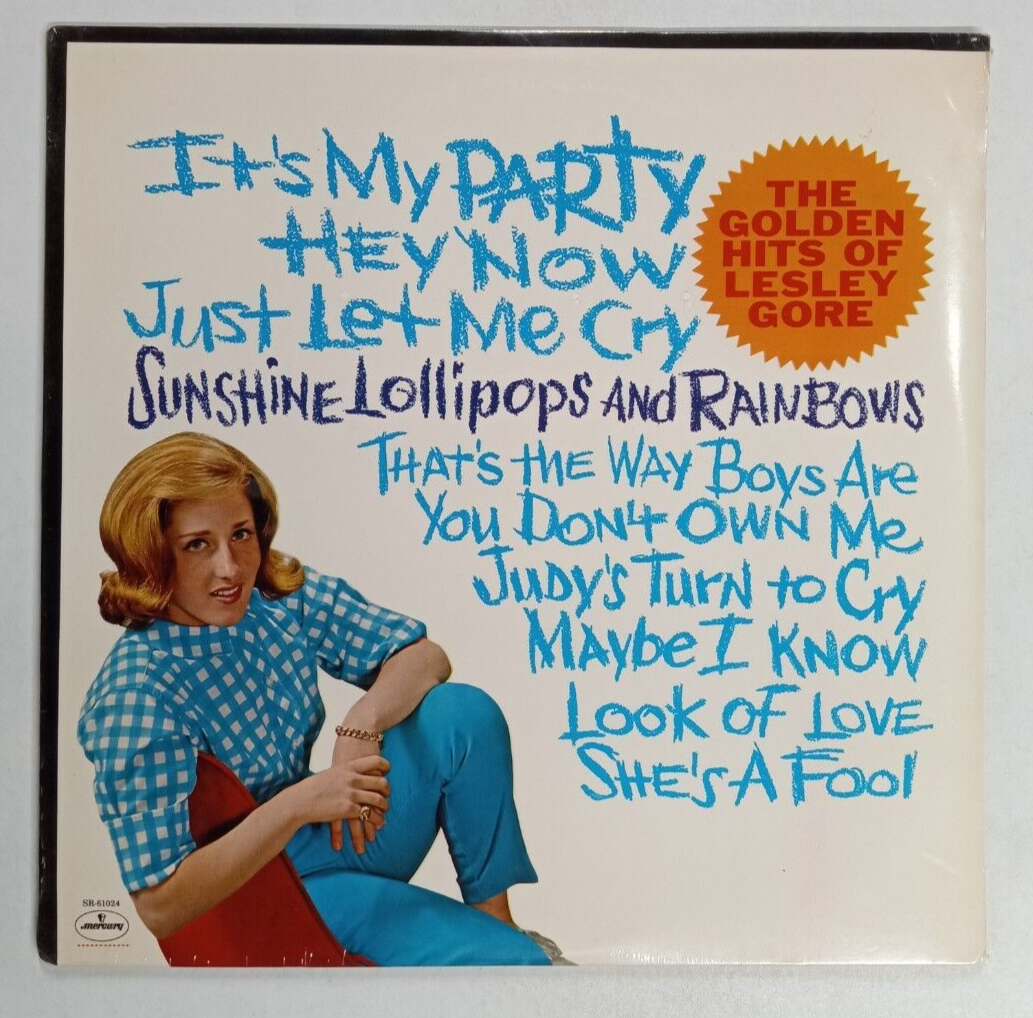 It's My PARTy
HEY NOW
Just Let Me Cry
SUNSHINE Lollipops AND RAINBOWS
THAT'S tHE WAY Boys Are
You DON't OWN Me
JUDY'S TURN to Cry
MAybe I KNOW
Look oF LOVE
SHE'S A Fool
THE
GOLDEN
HITS OF
LESLEY
GORE
SR-61024
mercury